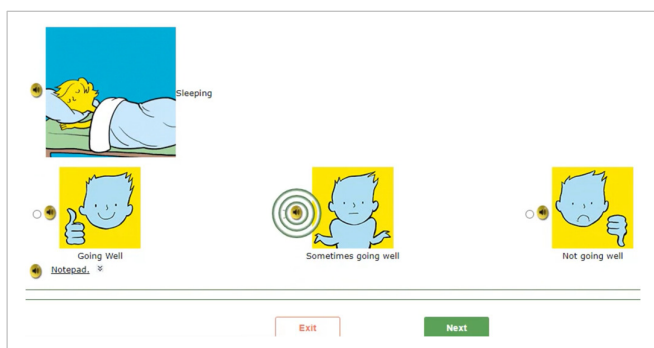 Sleeping
Going Well
Sometimes going well
Not going well
Notepad.
Exit
Next